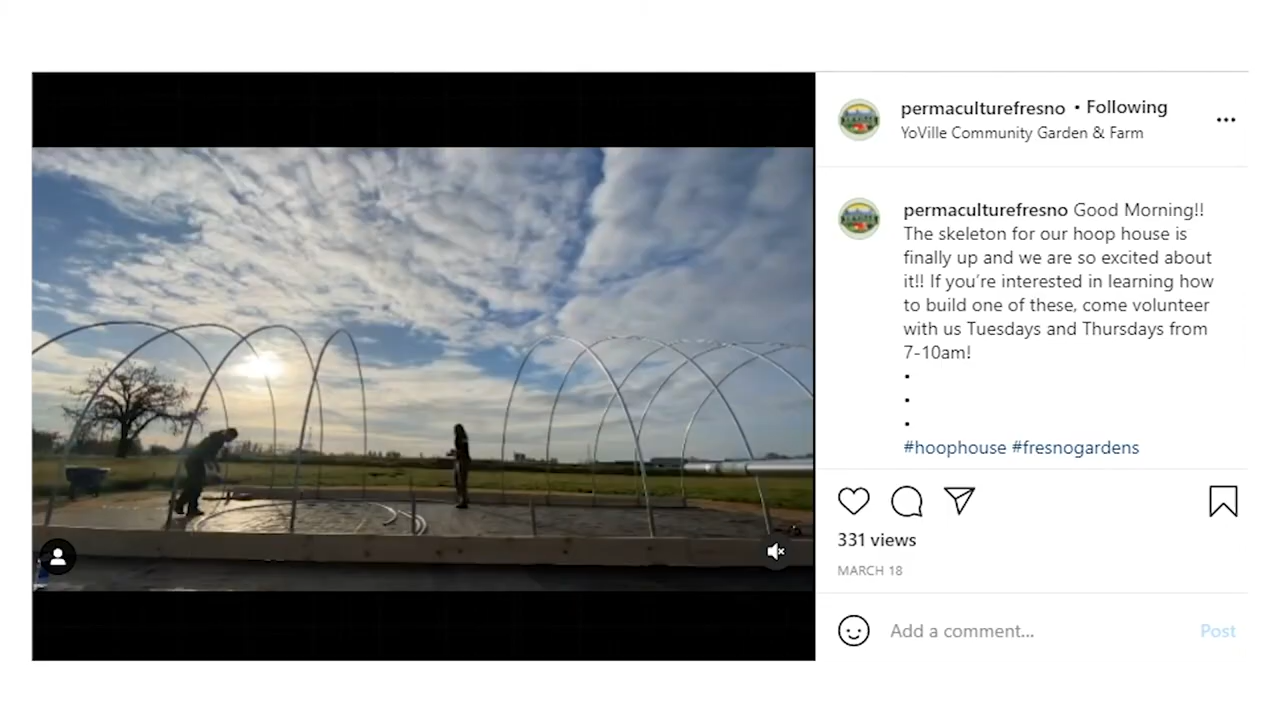 permaculturefresno • Following
YoVille Community Garden & Farm
permaculturefresno Good Morning!!
The skeleton for our hoop house is
finally up and we are so excited about
it!! If you’re interested in learning how
to build one of these, come volunteer
with us Tuesdays and Thursdays from
7-10am!
•
•
•
#hoophouse #fresnogardens
331 views
MARCH 18
Add a comment... Post